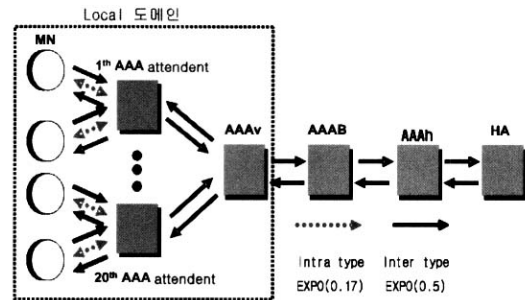 Local 도메인
MN
1th AAA attendent
AAAv
AAAB
AAAh
HA
20th AAA attendent
Intra type
EXPO(0.17)
Inter type
EXPO(0.5)